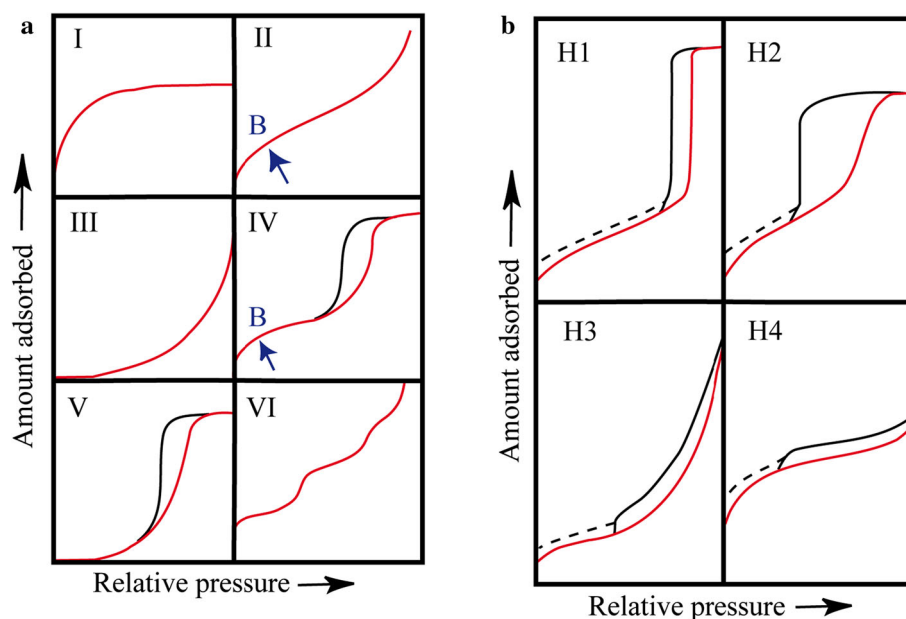 a
I
II
B
III
IV
B
V
VI
Amount adsorbed
Relative pressure
b
H1
H2
H3
H4
Amount adsorbed
Relative pressure